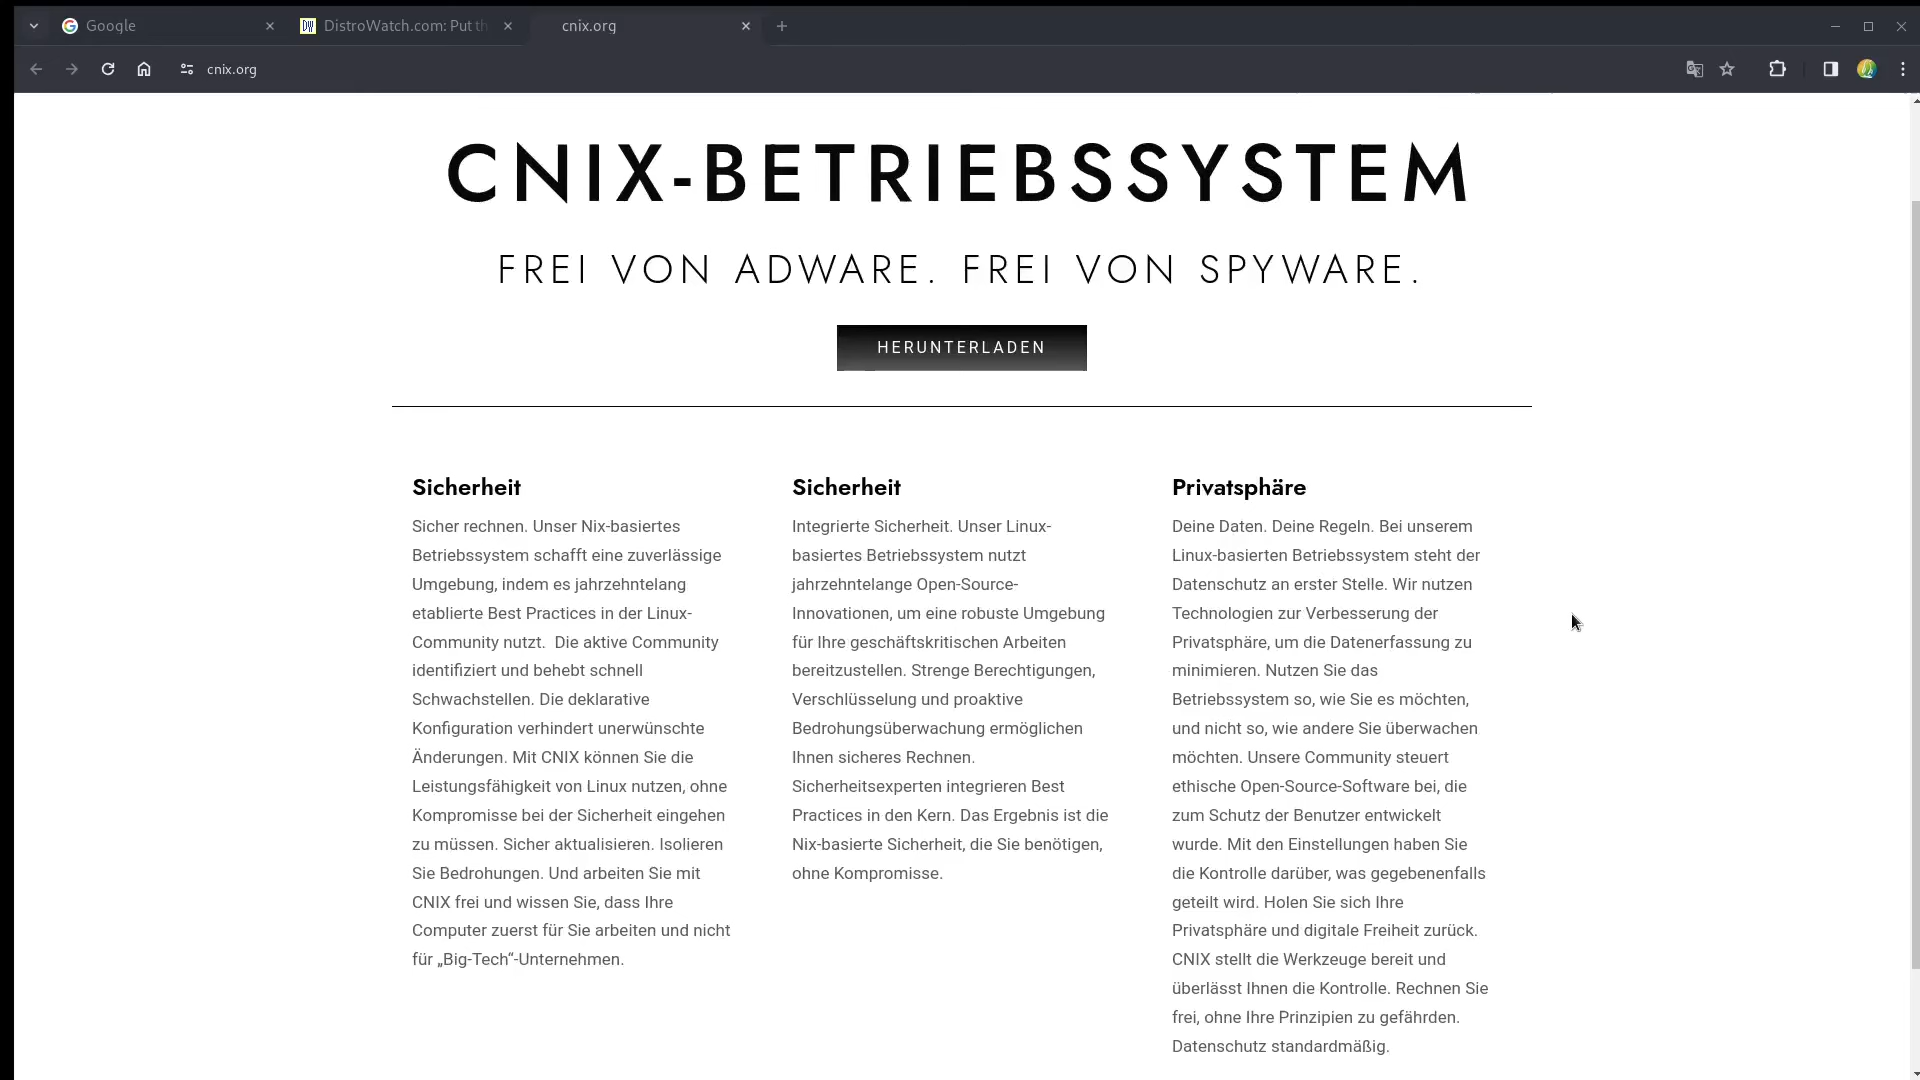 Google
DistroWatch.com: Put th
cnix.org
cnix.org
CNIX-BETRIEBSSYSTEM
FREI VON ADWARE. FREI VON SPYWARE.
HERUNTERLADEN
Sicherheit
Sicher rechnen. Unser Nix-basiertes
Betriebssystem schafft eine zuverlässige
Umgebung, indem es jahrzehntelang
etablierte Best Practices in der Linux-
Community nutzt.  Die aktive Community
identifiziert und behebt schnell
Schwachstellen. Die deklarative
Konfiguration verhindert unerwünschte
Änderungen. Mit CNIX können Sie die
Leistungsfähigkeit von Linux nutzen, ohne
Kompromisse bei der Sicherheit eingehen
zu müssen. Sicher aktualisieren. Isolieren
Sie Bedrohungen. Und arbeiten Sie mit
CNIX frei und wissen Sie, dass Ihre
Computer zuerst für Sie arbeiten und nicht
für „Big-Tech“-Unternehmen.
Sicherheit
Integrierte Sicherheit. Unser Linux-
basiertes Betriebssystem nutzt
jahrzehntelange Open-Source-
Innovationen, um eine robuste Umgebung
für Ihre geschäftskritischen Arbeiten
bereitzustellen. Strenge Berechtigungen,
Verschlüsselung und proaktive
Bedrohungsüberwachung ermöglichen
Ihnen sicheres Rechnen.
Sicherheitsexperten integrieren Best
Practices in den Kern. Das Ergebnis ist die
Nix-basierte Sicherheit, die Sie benötigen,
ohne Kompromisse.
Privatsphäre
Deine Daten. Deine Regeln. Bei unserem
Linux-basierten Betriebssystem steht der
Datenschutz an erster Stelle. Wir nutzen
Technologien zur Verbesserung der
Privatsphäre, um die Datenerfassung zu
minimieren. Nutzen Sie das
Betriebssystem so, wie Sie es möchten,
und nicht so, wie andere Sie überwachen
möchten. Unsere Community steuert
ethische Open-Source-Software bei, die
zum Schutz der Benutzer entwickelt
wurde. Mit den Einstellungen haben Sie
die Kontrolle darüber, was gegebenenfalls
geteilt wird. Holen Sie sich Ihre
Privatsphäre und digitale Freiheit zurück.
CNIX stellt die Werkzeuge bereit und
überlässt Ihnen die Kontrolle. Rechnen Sie
frei, ohne Ihre Prinzipien zu gefährden.
Datenschutz standardmäßig.